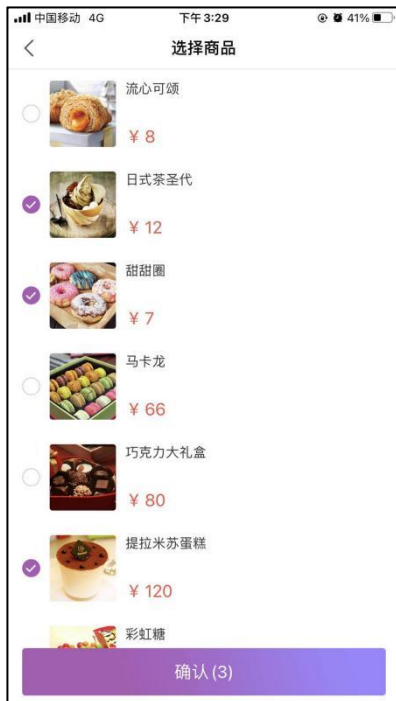 中国移动 4G 下午 3:29 41%
选择商品
流心可颂
¥ 8
日式茶圣代
¥ 12
甜甜圈
¥ 7
马卡龙
¥ 66
巧克力大礼盒
¥ 80
提拉米苏蛋糕
¥ 120
彩虹糖
确认(3)